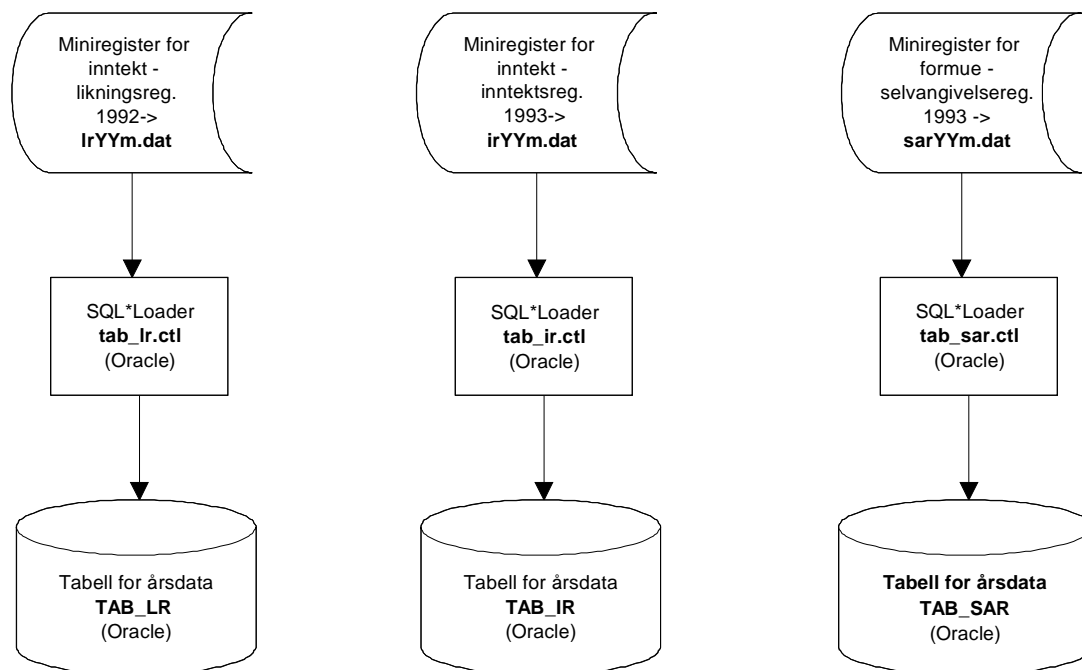 Miniregister for
inntekt -
likningsreg.
1992->
lrYYm.dat
SQL*Loader
tab_lr.ctl
(Oracle)
Tabell for årsdata
TAB_LR
(Oracle)
Miniregister for
inntekt -
inntektsreg.
1993->
irYYm.dat
SQL*Loader
tab_ir.ctl
(Oracle)
Tabell for årsdata
TAB_IR
(Oracle)
Miniregister for
formue -
selvangivelsereg.
1993 ->
sarYYm.dat
SQL*Loader
tab_sar.ctl
(Oracle)
Tabell for årsdata
TAB_SAR
(Oracle)